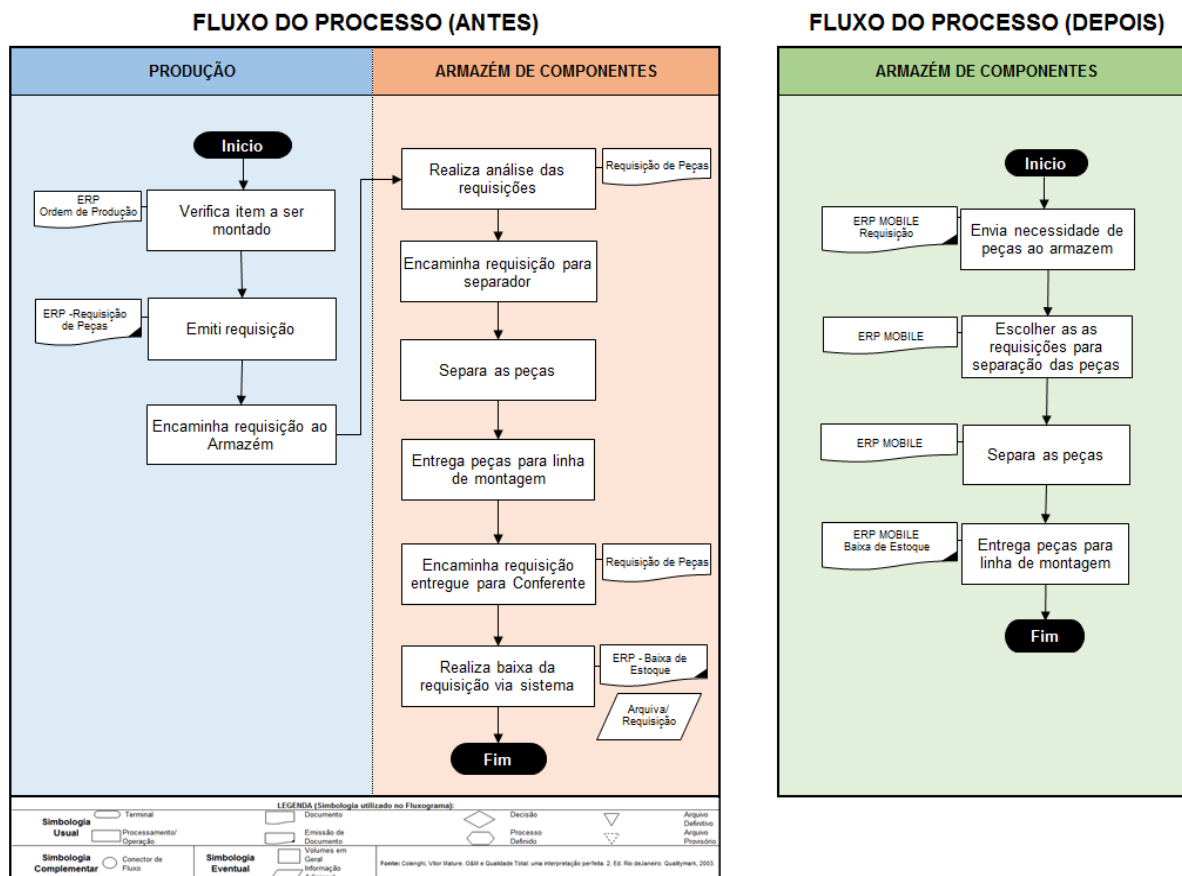 FLUXO DO PROCESSO (ANTES)
PRODUÇÃO
Inicio
ERP
Ordem de Produção
Verifica item a ser
montado
ERP -Requisição
de Peças
Emiti requisição
Encaminha requisição ao
Armazém
ARMAZÉM DE COMPONENTES
Realiza análise das
requisições
Requisição de Peças
Encaminha requisição para
separador
Separa as peças
Entrega peças para linha
de montagem
Encaminha requisição
entregue para Conferente
Requisição de Peças
Realiza baixa da
requisição via sistema
ERP - Baixa de
Estoque
Arquiva/
Requisição
Fim
LEGENDA (Simbologia utilizado no Fluxograma):
Simbologia
Usual
Terminal
Processamento/
Operação
Documento
Emissão de
Documento
Decisão
Processo
Definido
Arquivo
Definitivo
Arquivo
Provisório
Simbologia
Complementar
Conector de
Fluxo
Simbologia
Eventual
Volumes em
Geral
Informação
Fonte: Colenghi, Vitor Mature. O&M e Qualidade Total: uma interpretação perfeita. 2. Ed. Rio deJaneiro: Qualitymark, 2003.
FLUXO DO PROCESSO (DEPOIS)
ARMAZÉM DE COMPONENTES
Inicio
ERP MOBILE
Requisição
Envia necessidade de
peças ao armazem
ERP MOBILE
Escolher as as
requisições para
separação das peças
ERP MOBILE
Separa as peças
ERP MOBILE
Baixa de Estoque
Entrega peças para
linha de montagem
Fim